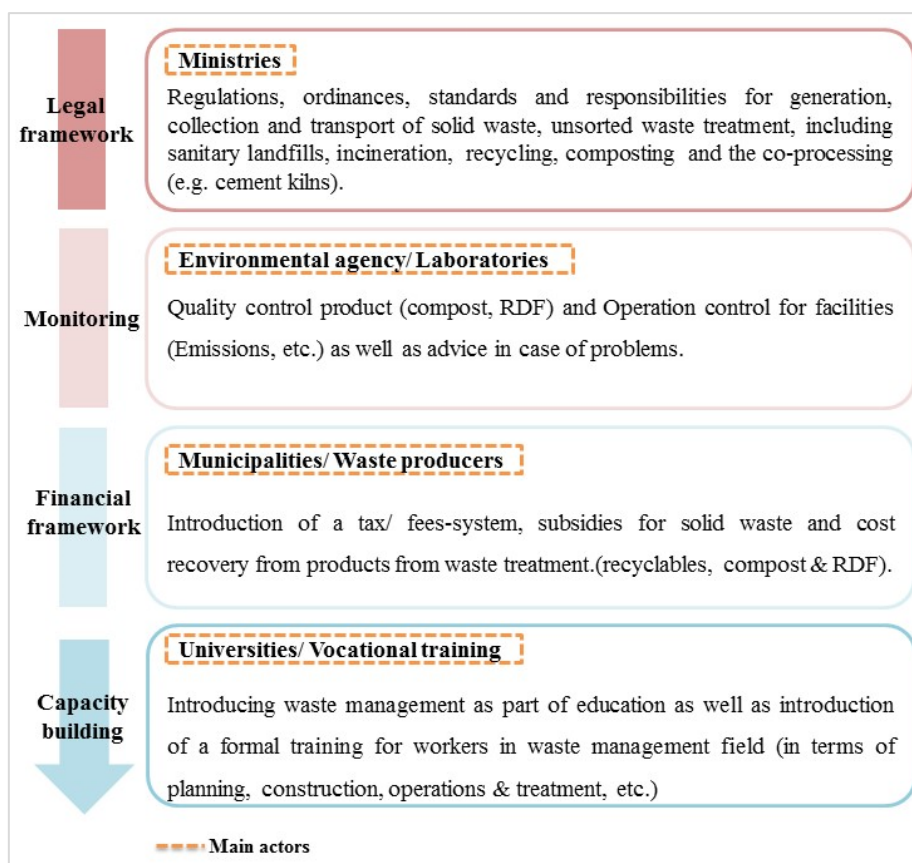 Legal
framework
Ministries
Regulations, ordinances, standards and responsibilities for generation,
collection and transport of solid waste, unsorted waste treatment, including
sanitary landfills, incineration, recycling, composting and the co-processing
(e.g. cement kilns).
Monitoring
Environmental agency/ Laboratories
Quality control product (compost, RDF) and Operation control for facilities
(Emissions, etc.) as well as advice in case of problems.
Financial
framework
Municipalities/ Waste producers
Introduction of a tax/ fees-system, subsidies for solid waste and cost
recovery from products from waste treatment.(recyclables, compost & RDF).
Capacity
building
Universities/ Vocational training
Introducing waste management as part of education as well as introduction
of a formal training for workers in waste management field (in terms of
planning, construction, operations & treatment, etc.)
Main actors